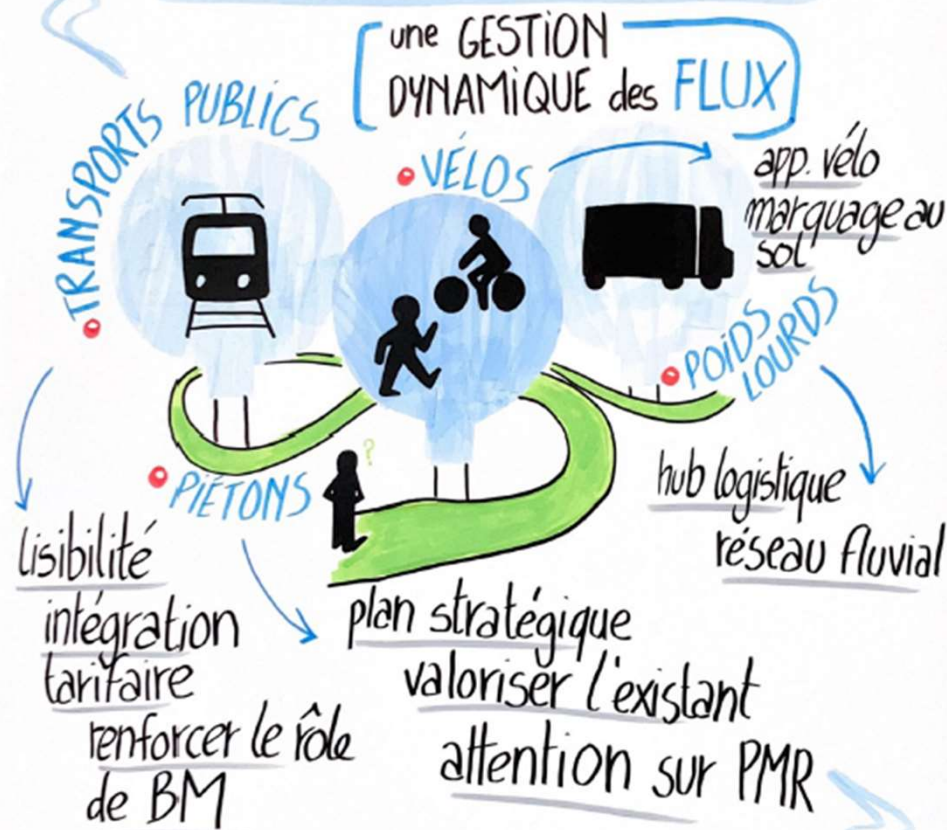 une GESTION
DYNAMIQUE des FLUX
TRANSPORTS PUBLICS
VÉLOS
app. vélo
marquage au
sol
POIDS
LOURDS
PIÉTONS
?
hub logistique
réseau fluvial
lisibilité
intégration
tarifaire
renforcer le rôle
de BM
plan stratégique
valoriser l'existant
attention sur PMR